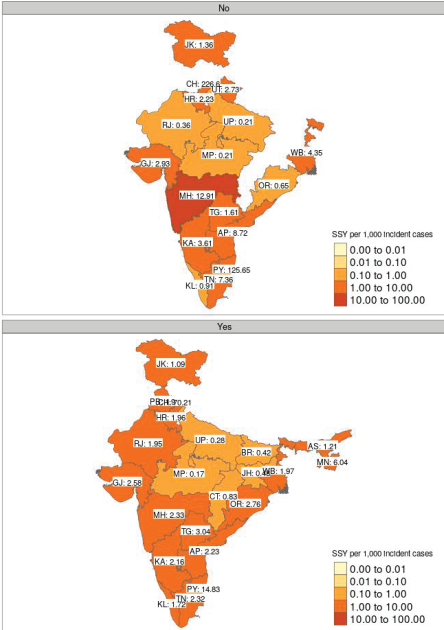 No
JK: 1.36
CH: 226.6
UT: 2.73
HR: 2.23
RJ: 0.36
UP: 0.21
WB: 4.35
GJ: 2.93
MP: 0.21
OR: 0.65
MH: 12.91
TG: 1.61
AP: 8.72
KA: 3.61
PY: 125.65
TN: 7.36
KL: 0.91
SSY per 1,000 Incident cases
0.00 to 0.01
0.01 to 0.10
0.10 to 1.00
1.00 to 10.00
10.00 to 100.00
Yes
JK: 1.09
HR: 1.96
RJ: 1.95
UP: 0.28
BR: 0.42
AS: 1.21
MN: 6.04
GJ: 2.58
MP: 0.17
JH:
WB: 1.97
CT: 0.83
OR: 2.76
MH: 2.33
TG: 3.04
AP: 2.23
KA: 2.16
PY: 14.83
TN: 2.32
KL: 1.72
SSY per 1,000 Incident cases
0.00 to 0.01
0.01 to 0.10
0.10 to 1.00
1.00 to 10.00
10.00 to 100.00